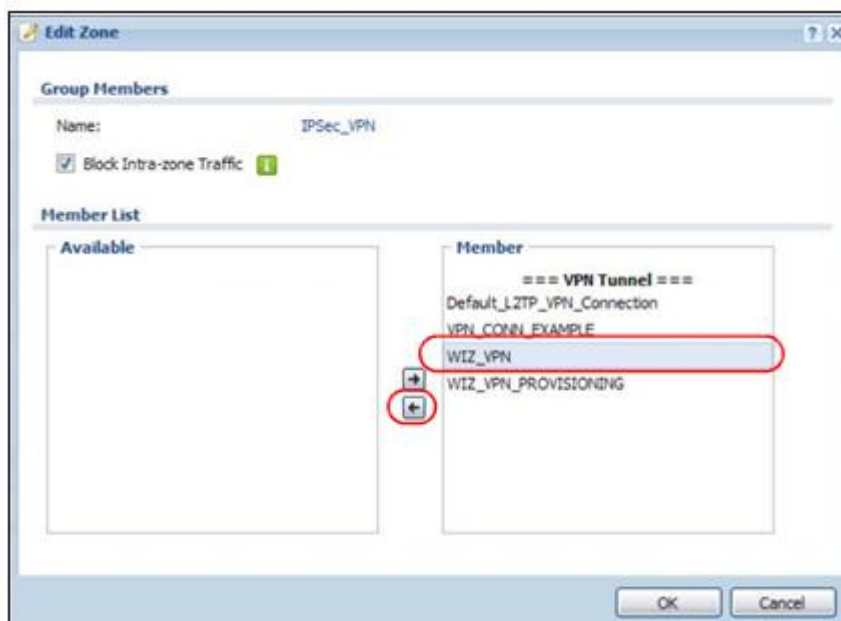 Edit Zone
Group Members
Name: IPSec_VPN
Block Intra-zone Traffic
Member List
Available
Member
=== VPN Tunnel ===
Default_L2TP_VPN_Connection
VPN_CONN_EXAMPLE
WIZ_VPN
WIZ_VPN_PROVISIONING
OK Cancel